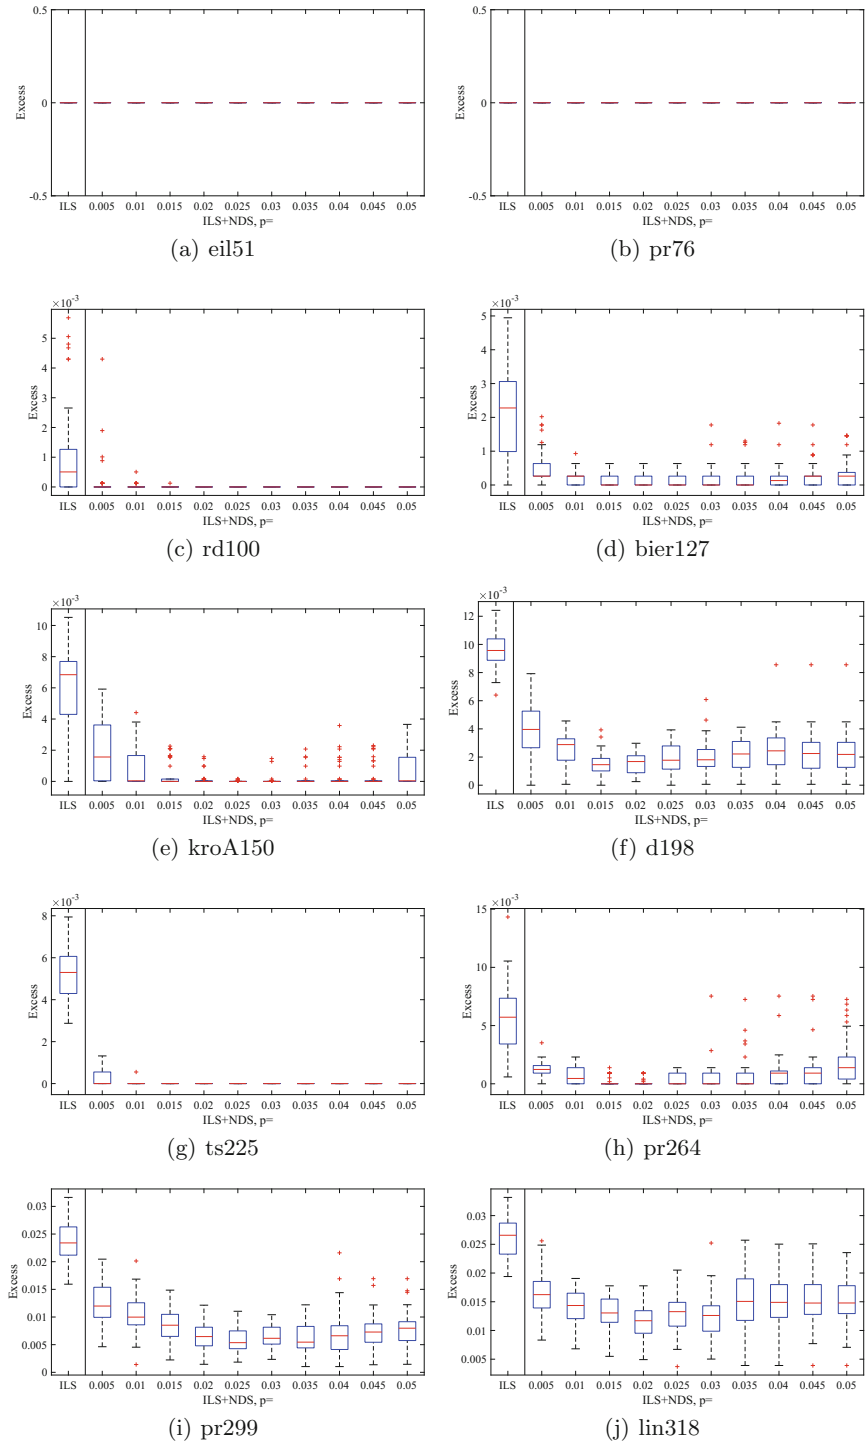 0.5
0
-0.5
Excess
ILS 0.005 0.01 0.015 0.02 0.025 0.03 0.035 0.04 0.045 0.05
ILS+NDS, p=
(a) eil51
0.5
0
-0.5
Excess
ILS 0.005 0.01 0.015 0.02 0.025 0.03 0.035 0.04 0.045 0.05
ILS+NDS, p=
(b) pr76
×10⁻³
5
4
3
2
1
0
Excess
ILS 0.005 0.01 0.015 0.02 0.025 0.03 0.035 0.04 0.045 0.05
ILS+NDS, p=
(c) rd100
×10⁻³
5
4
3
2
1
0
Excess
ILS 0.005 0.01 0.015 0.02 0.025 0.03 0.035 0.04 0.045 0.05
ILS+NDS, p=
(d) bier127
×10⁻³
10
8
6
4
2
0
Excess
ILS 0.005 0.01 0.015 0.02 0.025 0.03 0.035 0.04 0.045 0.05
ILS+NDS, p=
(e) kroA150
×10⁻³
12
10
8
6
4
2
0
Excess
ILS 0.005 0.01 0.015 0.02 0.025 0.03 0.035 0.04 0.045 0.05
ILS+NDS, p=
(f) d198
×10⁻³
8
6
4
2
0
Excess
ILS 0.005 0.01 0.015 0.02 0.025 0.03 0.035 0.04 0.045 0.05
ILS+NDS, p=
(g) ts225
×10⁻³
15
10
5
0
Excess
ILS 0.005 0.01 0.015 0.02 0.025 0.03 0.035 0.04 0.045 0.05
ILS+NDS, p=
(h) pr264
0.03
0.025
0.02
0.015
0.01
0.005
0
Excess
ILS 0.005 0.01 0.015 0.02 0.025 0.03 0.035 0.04 0.045 0.05
ILS+NDS, p=
(i) pr299
0.03
0.025
0.02
0.015
0.01
0.005
Excess
ILS 0.005 0.01 0.015 0.02 0.025 0.03 0.035 0.04 0.045 0.05
ILS+NDS, p=
(j) lin318